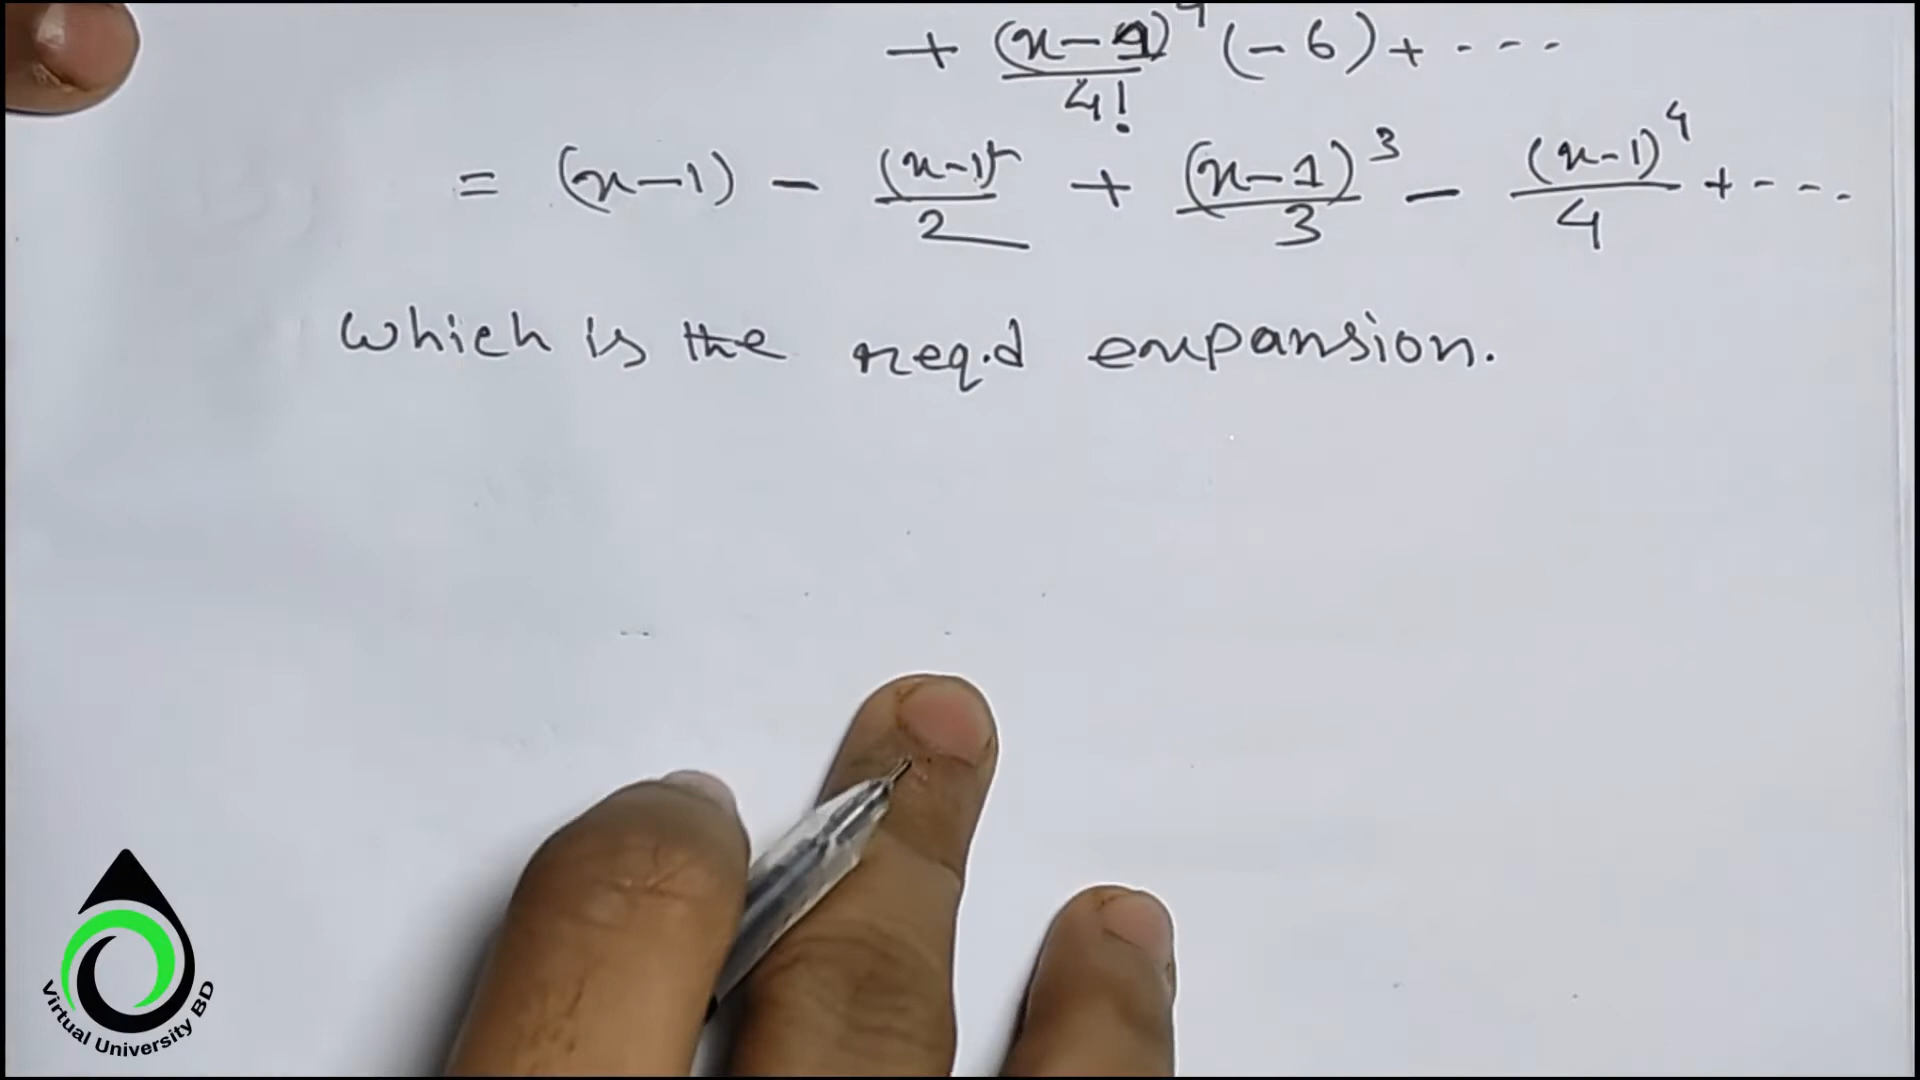 + (x-1)^4/4! (-6) + ----
= (x-1) - (x-1)^2/2 + (x-1)^3/3 - (x-1)^4/4 + ----
which is the req.d expansion.
Virtual University BD